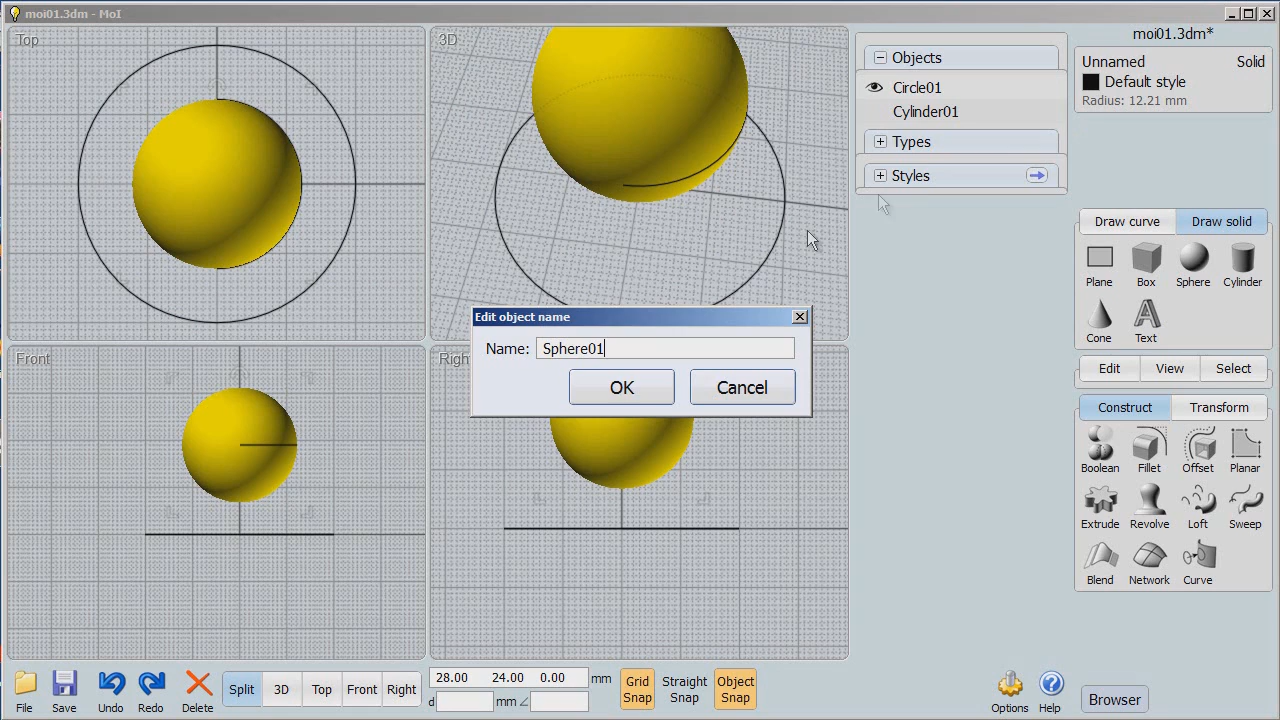 moi01.3dm - MoI
Top
3D
Front
Right
Objects
Circle01
Cylinder01
Types
Styles
moi01.3dm*
Unnamed Solid
Default style
Radius: 12.21 mm
Edit object name
Name: Sphere01
OK Cancel
Draw curve Draw solid
Plane Box Sphere Cylinder
Cone Text
Edit View Select
Construct Transform
Boolean Fillet Offset Planar
Extrude Revolve Loft Sweep
Blend Network Curve
File Save Undo Redo Delete
Split 3D Top Front Right
28.00 24.00 0.00 mm
d mm
Grid Snap
Straight Snap
Object Snap
Options Help
Browser